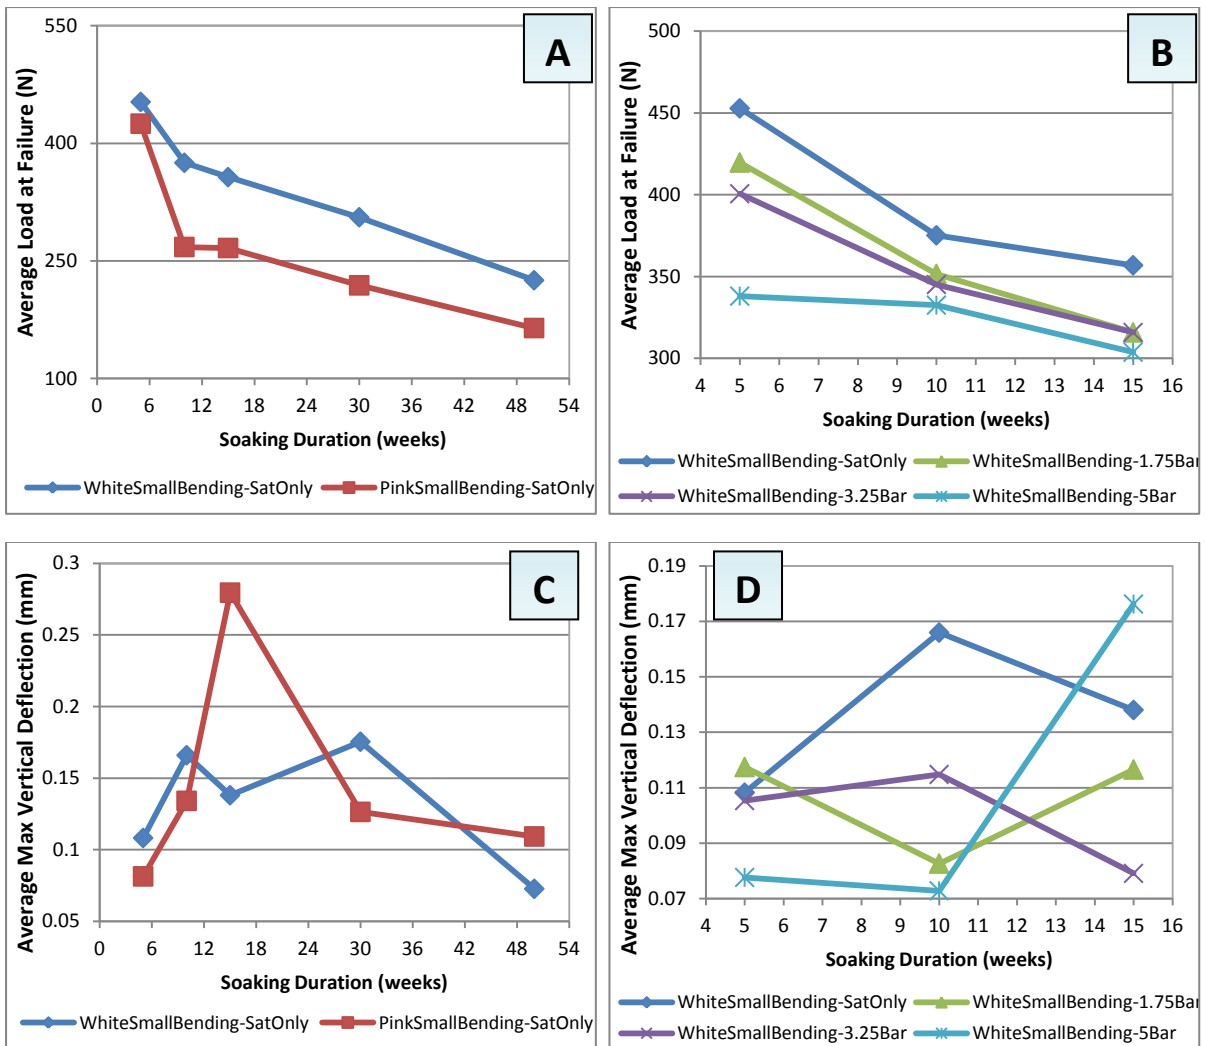 A
Average Load at Failure (N)
550
400
250
100
0 6 12 18 24 30 36 42 48 54
Soaking Duration (weeks)
WhiteSmallBending-SatOnly PinkSmallBending-SatOnly
B
Average Load at Failure (N)
500
450
400
350
300
4 5 6 7 8 9 10 11 12 13 14 15 16
Soaking Duration (weeks)
WhiteSmallBending-SatOnly WhiteSmallBending-1.75Bar
WhiteSmallBending-3.25Bar WhiteSmallBending-5Bar
C
Average Max Vertical Deflection (mm)
0.3
0.25
0.2
0.15
0.1
0.05
0 6 12 18 24 30 36 42 48 54
Soaking Duration (weeks)
WhiteSmallBending-SatOnly PinkSmallBending-SatOnly
D
Average Max Vertical Deflection (mm)
0.19
0.17
0.15
0.13
0.11
0.09
0.07
4 5 6 7 8 9 10 11 12 13 14 15 16
Soaking Duration (weeks)
WhiteSmallBending-SatOnly WhiteSmallBending-1.75Bar
WhiteSmallBending-3.25Bar WhiteSmallBending-5Bar